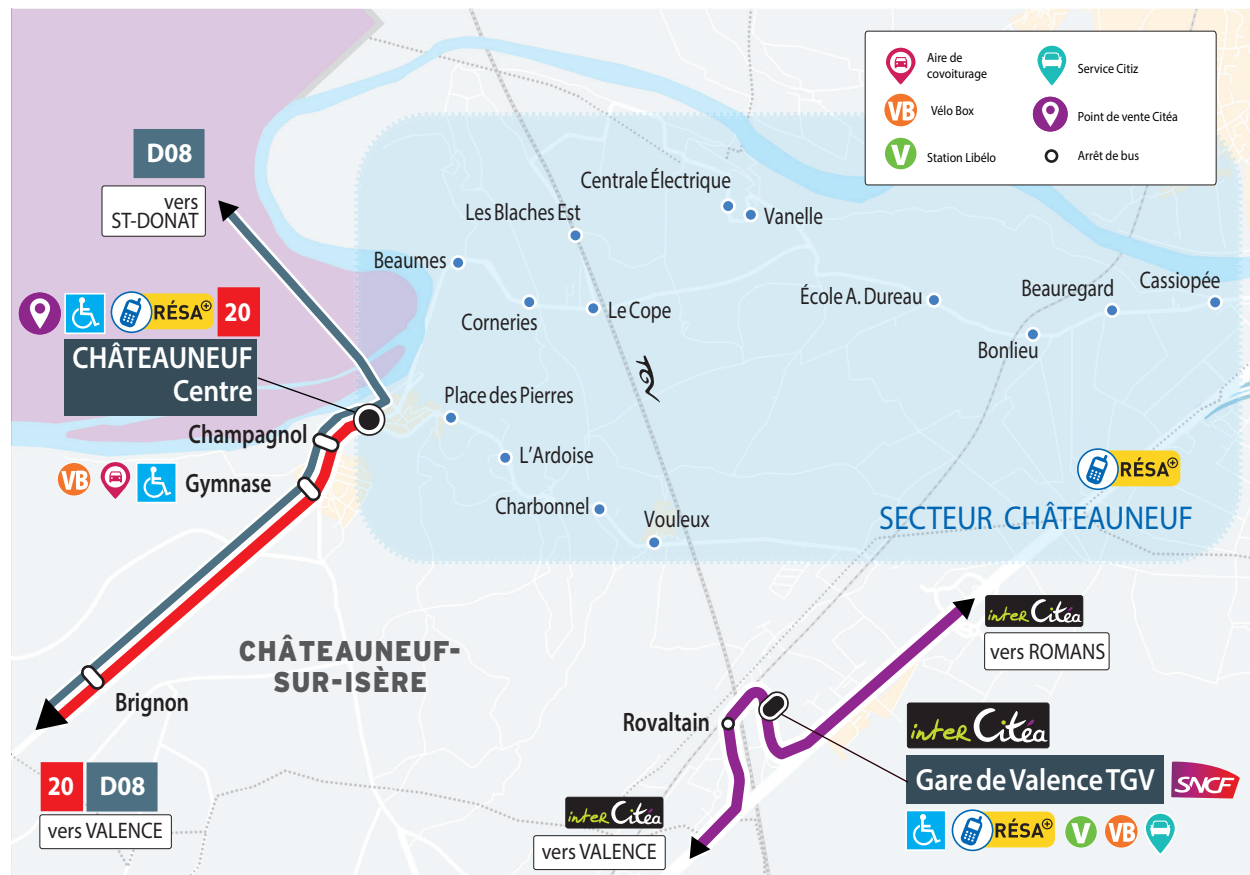 Aire de
covoiturage
Service Citiz
VB
Vélo Box
Point de vente Citéa
V
Station Libélo
Arrêt de bus
D08
vers
ST-DONAT
Centrale Électrique
Vanelle
Les Blaches Est
Beaumes
Corneries
Le Cope
École A. Dureau
Beauregard
Cassiopée
Bonlieu
RÉSA+
20
CHÂTEAUNEUF
Centre
TGV
Place des Pierres
Champagnol
L'Ardoise
VB
Gymnase
Charbonnel
Vouleux
RÉSA+
SECTEUR CHÂTEAUNEUF
inter Citéa
vers ROMANS
CHÂTEAUNEUF-
SUR-ISÈRE
Brignon
Rovaltain
inter Citéa
Gare de Valence TGV
SNCF
20
D08
vers VALENCE
inter Citéa
vers VALENCE
RÉSA+
V
VB